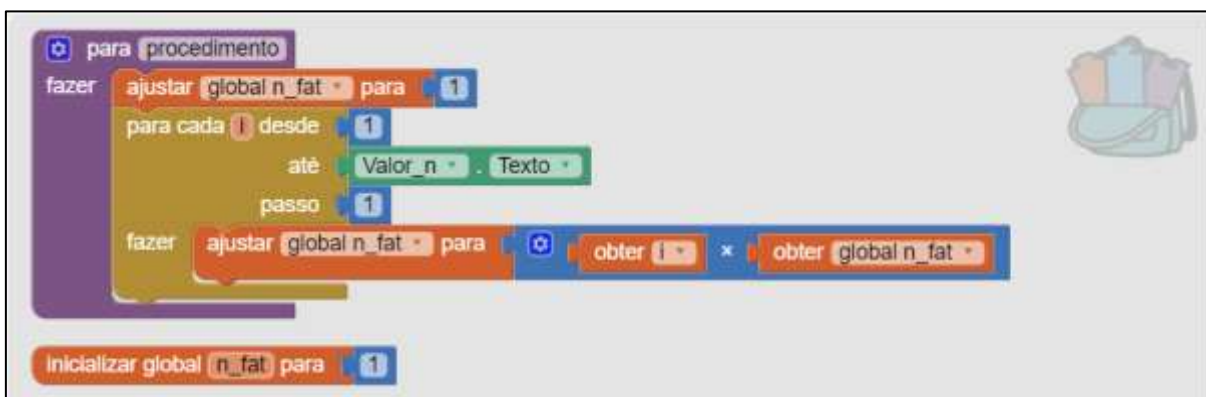 para procedimento
fazer ajustar global n_fat para 1
para cada i desde 1
até Valor_n . Texto
passo 1
fazer ajustar global n_fat para obter i × obter global n_fat
inicializar global n_fat para 1